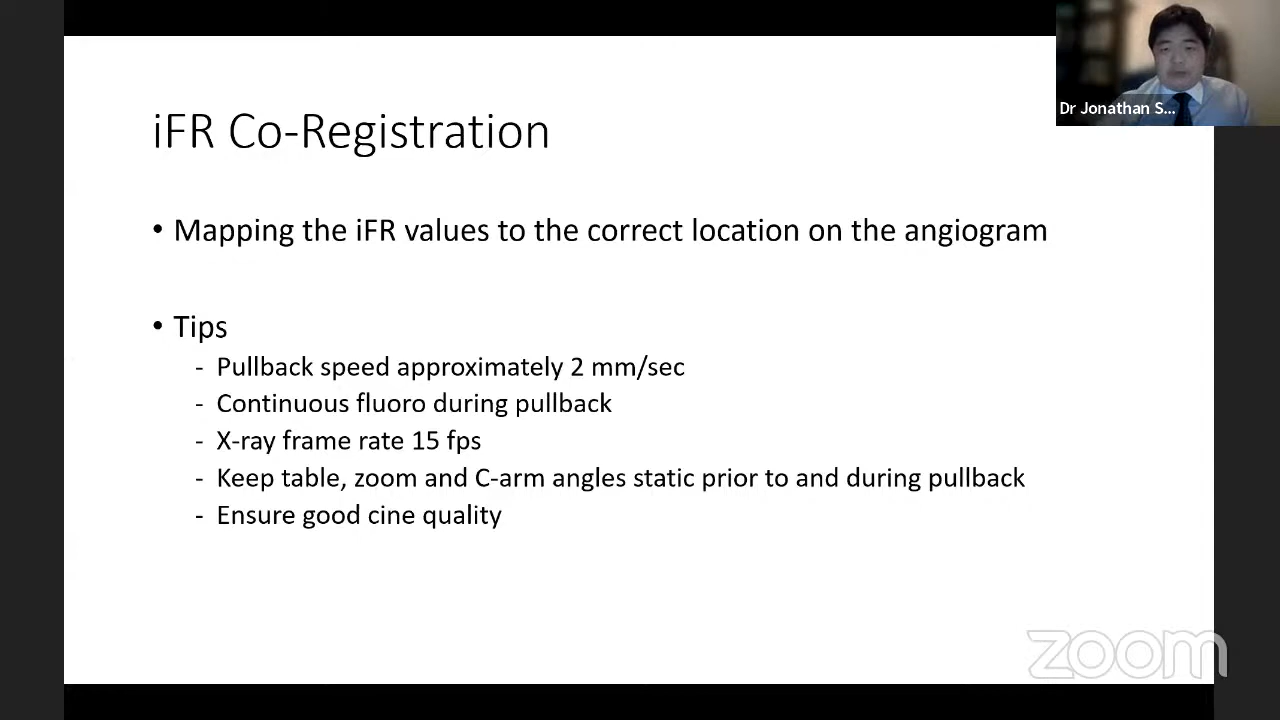 Dr Jonathan S...
iFR Co-Registration
• Mapping the iFR values to the correct location on the angiogram
• Tips
- Pullback speed approximately 2 mm/sec
- Continuous fluoro during pullback
- X-ray frame rate 15 fps
- Keep table, zoom and C-arm angles static prior to and during pullback
- Ensure good cine quality
zoom